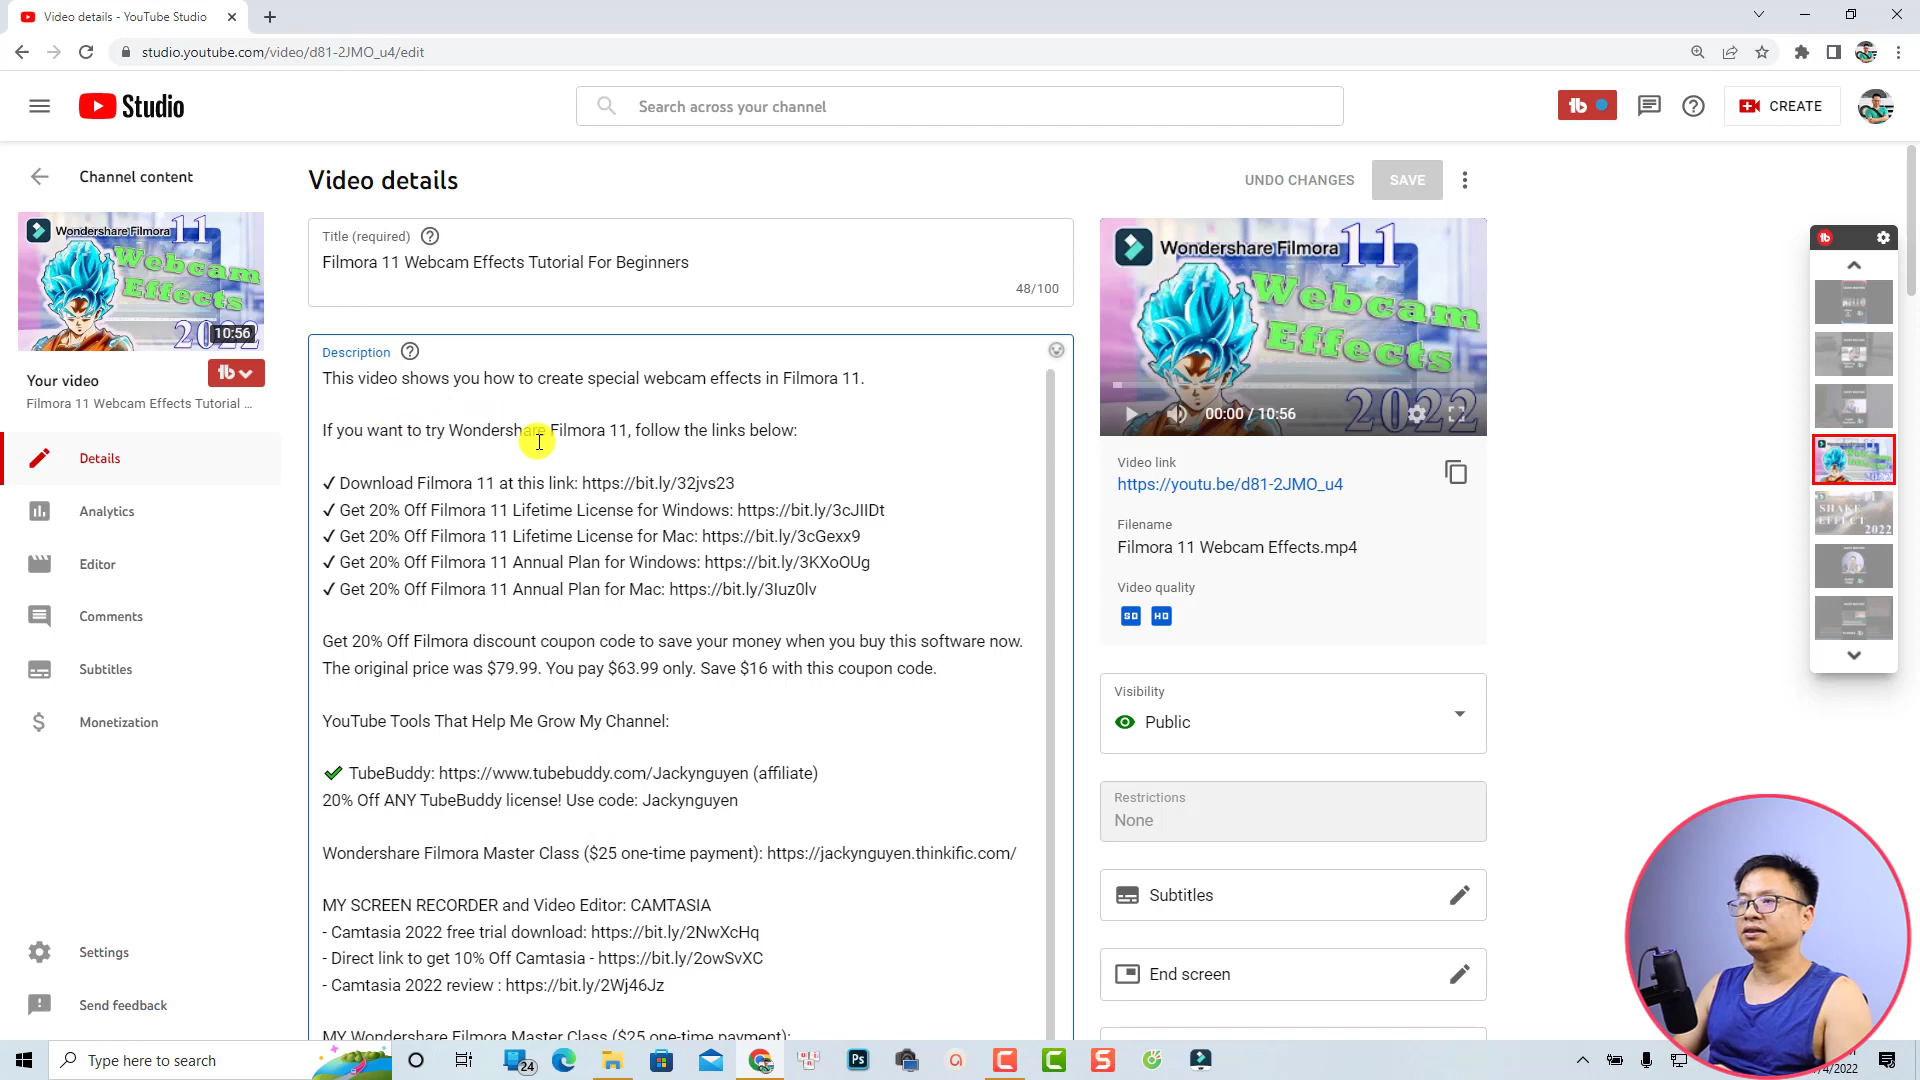 Video details - YouTube Studio
studio.youtube.com/video/d81-2JMO_u4/edit
Studio
Search across your channel
CREATE
Channel content
Video details
UNDO CHANGES
SAVE
Wondershare Filmora 11
Webcam
Effects
2022
10:56
Your video
Filmora 11 Webcam Effects Tutorial ...
Title (required)
Filmora 11 Webcam Effects Tutorial For Beginners
48/100
Wondershare Filmora 11
Webcam
Effects
2022
00:00 / 10:56
Details
Analytics
Editor
Comments
Subtitles
Monetization
Settings
Send feedback
Description
This video shows you how to create special webcam effects in Filmora 11.
If you want to try Wondershare Filmora 11, follow the links below:
✓ Download Filmora 11 at this link: https://bit.ly/32jvs23
✓ Get 20% Off Filmora 11 Lifetime License for Windows: https://bit.ly/3cJIIDt
✓ Get 20% Off Filmora 11 Lifetime License for Mac: https://bit.ly/3cGexx9
✓ Get 20% Off Filmora 11 Annual Plan for Windows: https://bit.ly/3KXoOUg
✓ Get 20% Off Filmora 11 Annual Plan for Mac: https://bit.ly/3Iuz0lv
Get 20% Off Filmora discount coupon code to save your money when you buy this software now.
The original price was $79.99. You pay $63.99 only. Save $16 with this coupon code.
YouTube Tools That Help Me Grow My Channel:
✔ TubeBuddy: https://www.tubebuddy.com/Jackynguyen (affiliate)
20% Off ANY TubeBuddy license! Use code: Jackynguyen
Wondershare Filmora Master Class ($25 one-time payment): https://jackynguyen.thinkific.com/
MY SCREEN RECORDER and Video Editor: CAMTASIA
- Camtasia 2022 free trial download: https://bit.ly/2NwXcHq
- Direct link to get 10% Off Camtasia - https://bit.ly/2owSvXC
- Camtasia 2022 review : https://bit.ly/2Wj46Jz
MY Wondershare Filmora Master Class ($25 one-time payment):
Video link
https://youtu.be/d81-2JMO_u4
Filename
Filmora 11 Webcam Effects.mp4
Video quality
SD HD
Visibility
Public
Restrictions
None
Subtitles
End screen
SHAKE
EFFECT
2022
Type here to search
24
/4/2022